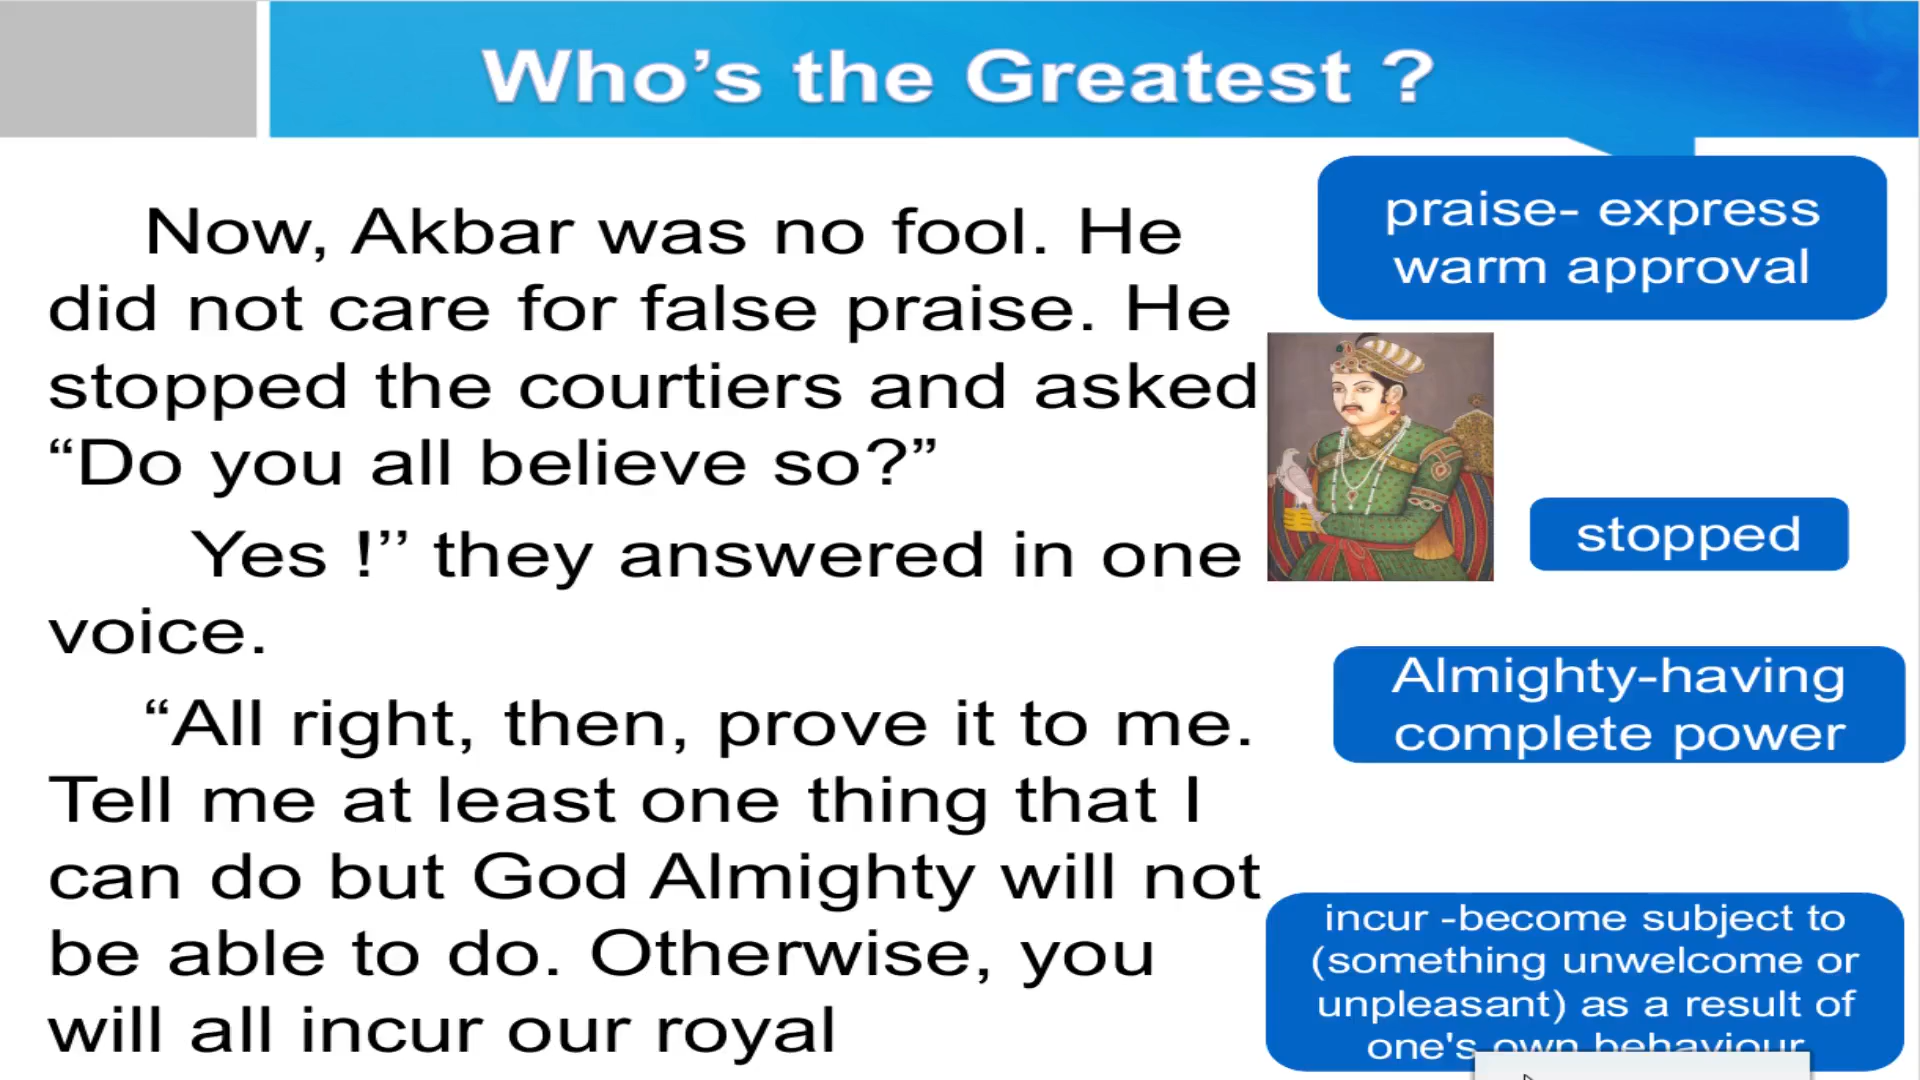 Who’s the Greatest ?
Now, Akbar was no fool. He
did not care for false praise. He
stopped the courtiers and asked
“Do you all believe so?”
Yes !’’ they answered in one
voice.
“All right, then, prove it to me.
Tell me at least one thing that I
can do but God Almighty will not
be able to do. Otherwise, you
will all incur our royal
praise- express
warm approval
stopped
Almighty-having
complete power
incur -become subject to
(something unwelcome or
unpleasant) as a result of
one's own behaviour